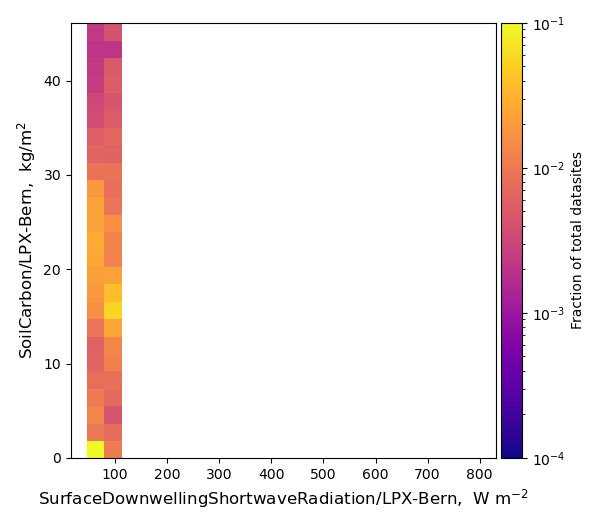 SoilCarbon/LPX-Bern,  kg/m²
40
30
20
10
0
100 200 300 400 500 600 700 800
SurfaceDownwellingShortwaveRadiation/LPX-Bern,  W m⁻²
10⁻¹
10⁻²
10⁻³
10⁻⁴
Fraction of total datasites